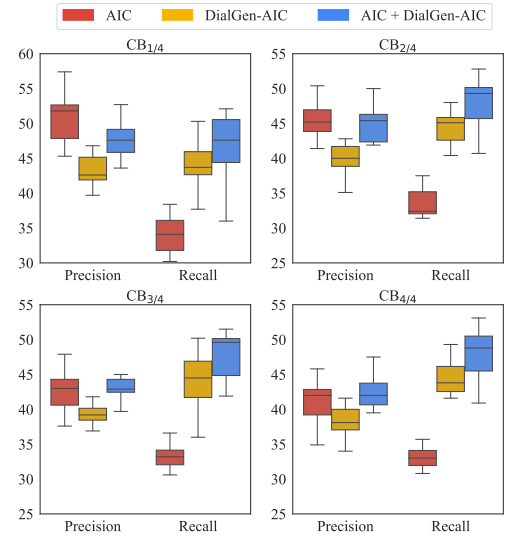 AIC DialGen-AIC AIC + DialGen-AIC
CB1/4 CB2/4
60 55
55 50
50 45
45 40
40 35
35 30
30 25
Precision Recall Precision Recall
CB3/4 CB4/4
55 55
50 50
45 45
40 40
35 35
30 30
25 25
Precision Recall Precision Recall